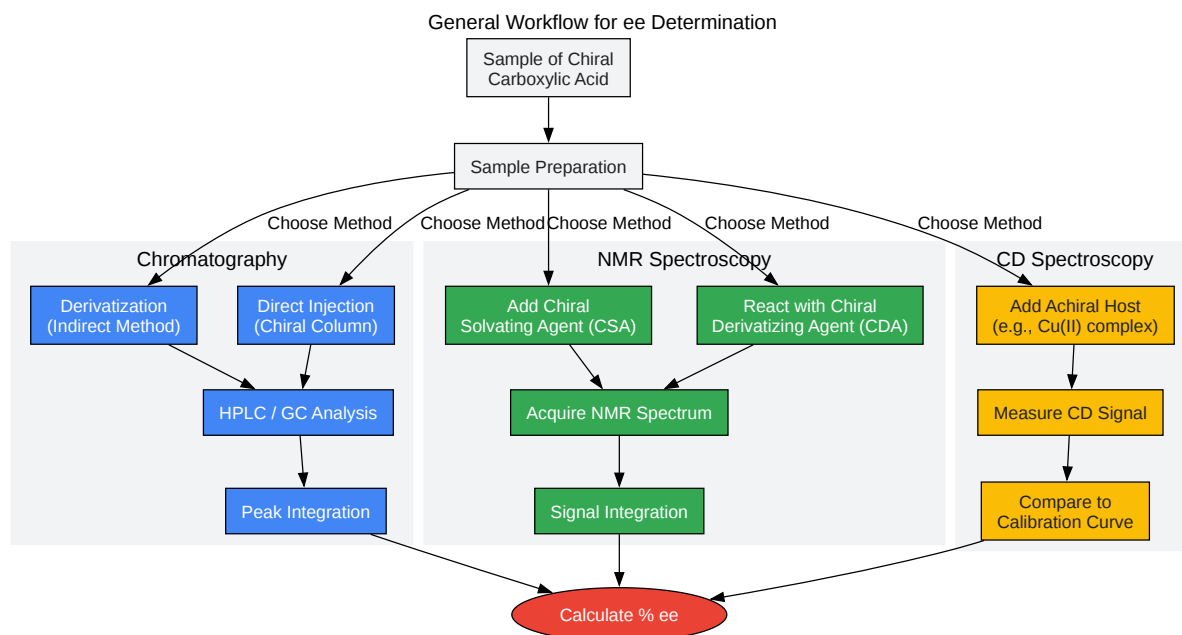 General Workflow for ee Determination
Sample of Chiral
Carboxylic Acid
Sample Preparation
Choose Method
Choose Method
Choose Method
Choose Method
Choose Method
Chromatography
NMR Spectroscopy
CD Spectroscopy
Derivatization
(Indirect Method)
Direct Injection
(Chiral Column)
Add Chiral
Solvating Agent (CSA)
React with Chiral
Derivatizing Agent (CDA)
Add Achiral Host
(e.g., Cu(II) complex)
HPLC / GC Analysis
Acquire NMR Spectrum
Measure CD Signal
Peak Integration
Signal Integration
Compare to
Calibration Curve
Calculate % ee